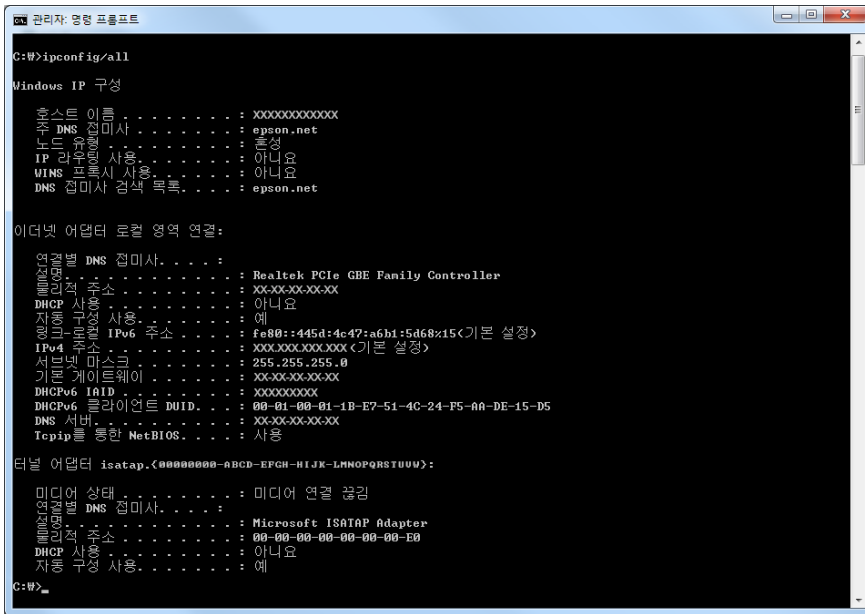 관리자: 명령 프롬프트
C:₩>ipconfig/all
Windows IP 구성
호스트 이름 . . . . . . . . : XXXXXXXXXXXX
주 DNS 접미사 . . . . . . . : epson.net
노드 유형 . . . . . . . . . : 혼성
IP 라우팅 사용. . . . . . . : 아니요
WINS 프록시 사용. . . . . . : 아니요
DNS 접미사 검색 목록. . . . : epson.net
이더넷 어댑터 로컬 영역 연결:
연결별 DNS 접미사. . . . :
설명. . . . . . . . . . . . : Realtek PCIe GBE Family Controller
물리적 주소 . . . . . . . . : XX-XX-XX-XX-XX
DHCP 사용 . . . . . . . . . : 아니요
자동 구성 사용. . . . . . . : 예
링크-로컬 IPv6 주소 . . . . : fe80::445d:4c47:a6b1:5d68%15(기본 설정)
IPv4 주소 . . . . . . . . . : XXX.XXX.XXX.XXX(기본 설정)
서브넷 마스크 . . . . . . . : 255.255.255.0
기본 게이트웨이 . . . . . . : XX-XX-XX-XX-XX
DHCPv6 IAID . . . . . . . . : XXXXXXXXX
DHCPv6 클라이언트 DUID. . . : 00-01-00-01-1B-E7-51-4C-24-F5-AA-DE-15-D5
DNS 서버. . . . . . . . . . : XX-XX-XX-XX-XX
Tcpip를 통한 NetBIOS. . . . : 사용
터널 어댑터 isatap.{00000000-ABCD-EFGH-HIJK-LMNOPQRSTUVW}:
미디어 상태 . . . . . . . . : 미디어 연결 끊김
연결별 DNS 접미사. . . . :
설명. . . . . . . . . . . . : Microsoft ISATAP Adapter
물리적 주소 . . . . . . . . : 00-00-00-00-00-00-00-E0
DHCP 사용 . . . . . . . . . : 아니요
자동 구성 사용. . . . . . . : 예
C:₩>_